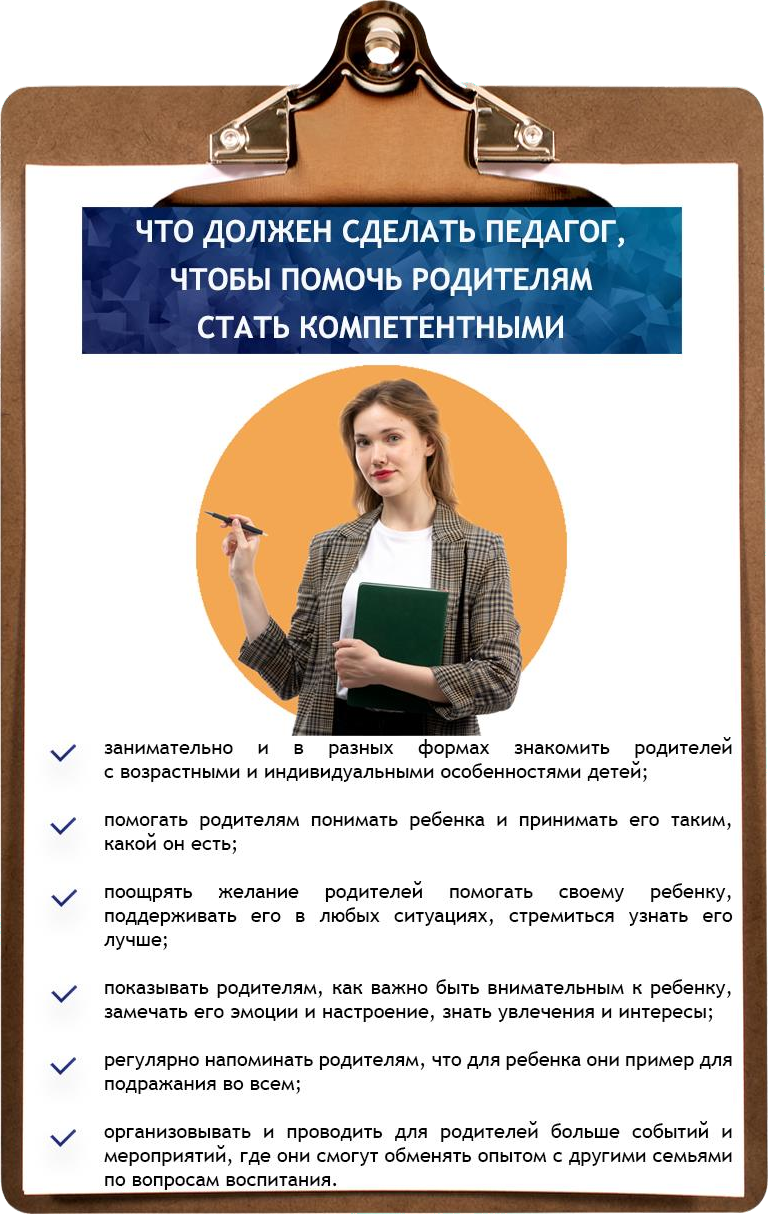 ЧТО ДОЛЖЕН СДЕЛАТЬ ПЕДАГОГ,
ЧТОБЫ ПОМОЧЬ РОДИТЕЛЯМ
СТАТЬ КОМПЕТЕНТНЫМИ
занимательно и в разных формах знакомить родителей
с возрастными и индивидуальными особенностями детей;
помогать родителям понимать ребенка и принимать его таким,
какой он есть;
поощрять желание родителей помогать своему ребенку,
поддерживать его в любых ситуациях, стремиться узнать его
лучше;
показывать родителям, как важно быть внимательным к ребенку,
замечать его эмоции и настроение, знать увлечения и интересы;
регулярно напоминать родителям, что для ребенка они пример для
подражания во всем;
организовывать и проводить для родителей больше событий и
мероприятий, где они смогут обменять опытом с другими семьями
по вопросам воспитания.